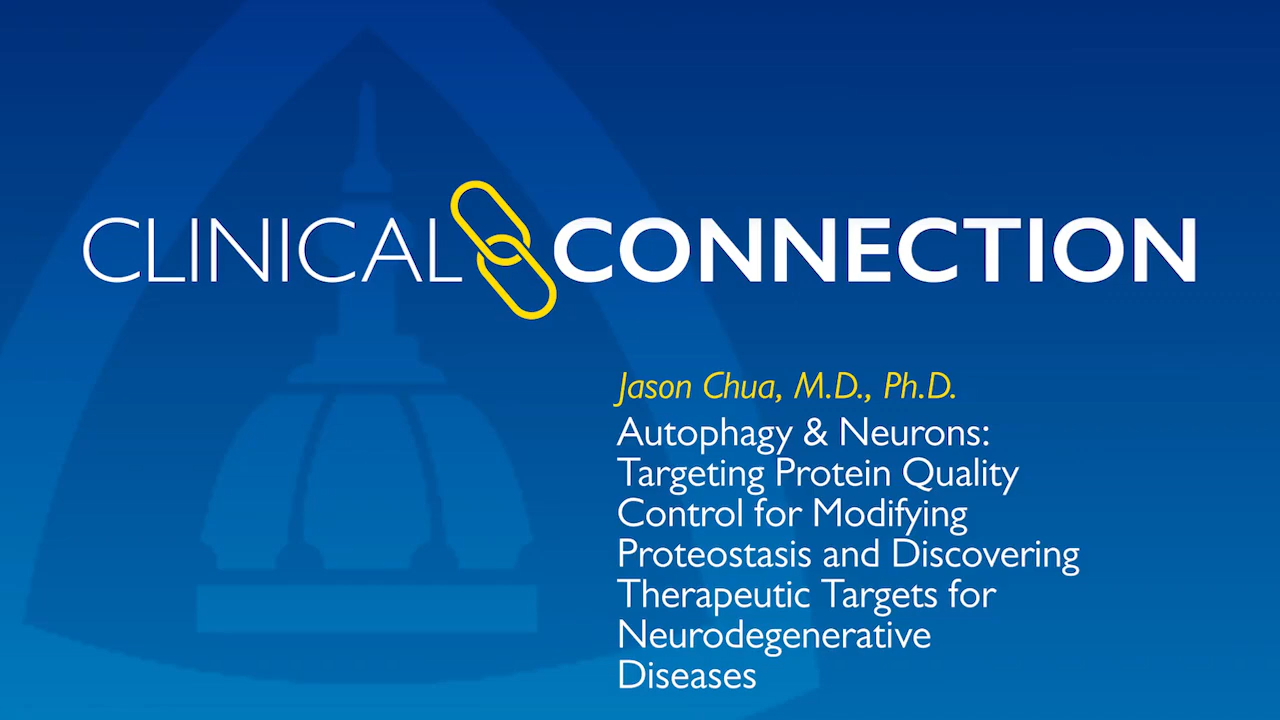 CLINICAL CONNECTION
Jason Chua, M.D., Ph.D.
Autophagy & Neurons:
Targeting Protein Quality
Control for Modifying
Proteostasis and Discovering
Therapeutic Targets for
Neurodegenerative
Diseases